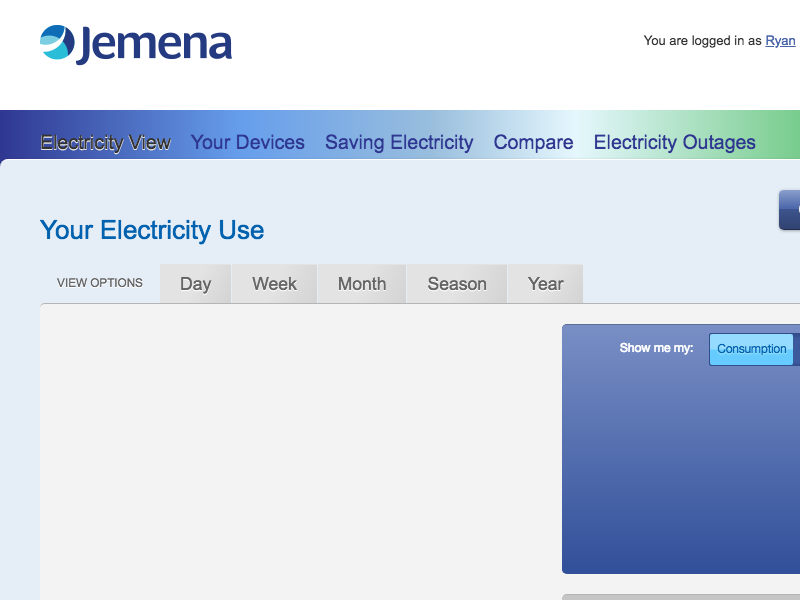 Jemena
You are logged in as Ryan
Electricity View Your Devices Saving Electricity Compare Electricity Outages
Your Electricity Use
VIEW OPTIONS Day Week Month Season Year
Show me my: Consumption